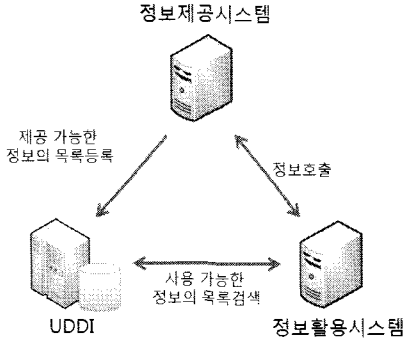 정보제공시스템
제공 가능한
정보의 목록등록
정보호출
사용 가능한
정보의 목록검색
UDDI
정보활용시스템